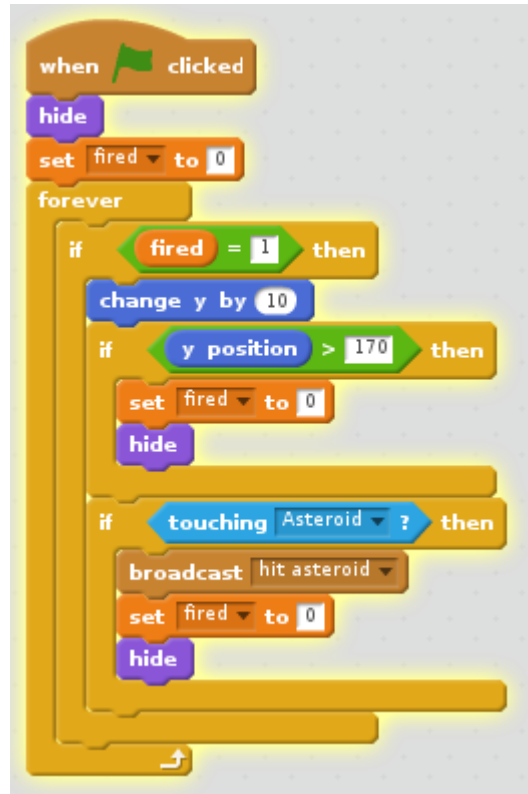 when clicked
hide
set fired to 0
forever
if fired = 1 then
change y by 10
if y position > 170 then
set fired to 0
hide
if touching Asteroid ? then
broadcast hit asteroid
set fired to 0
hide